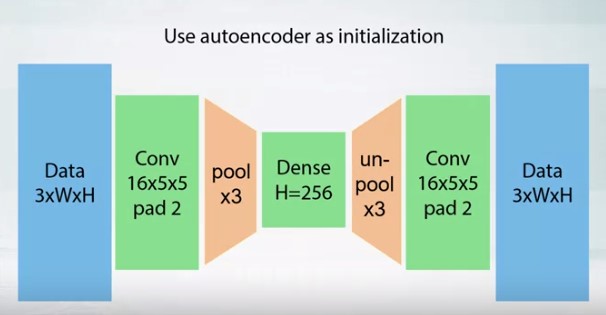 Use autoencoder as initialization
Data
3xWxH
Conv
16x5x5
pad 2
pool
x3
Dense
H=256
un-
pool
x3
Conv
16x5x5
pad 2
Data
3xWxH